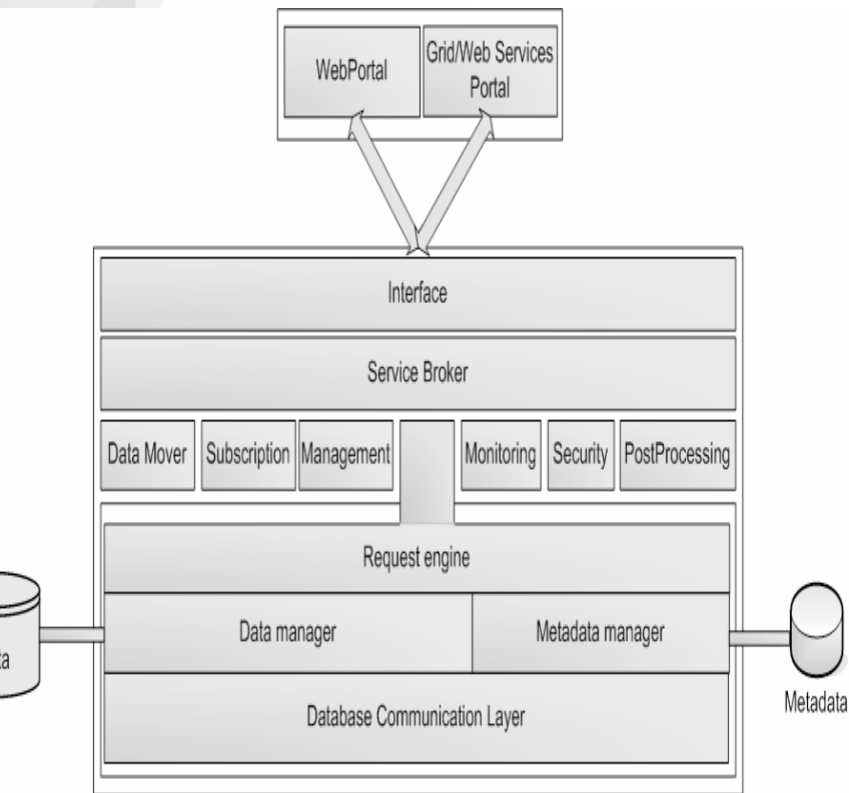 WebPortal
Grid/Web Services
Portal
Interface
Service Broker
Data Mover
Subscription
Management
Monitoring
Security
PostProcessing
Request engine
Data manager
Metadata manager
Database Communication Layer
Metadata